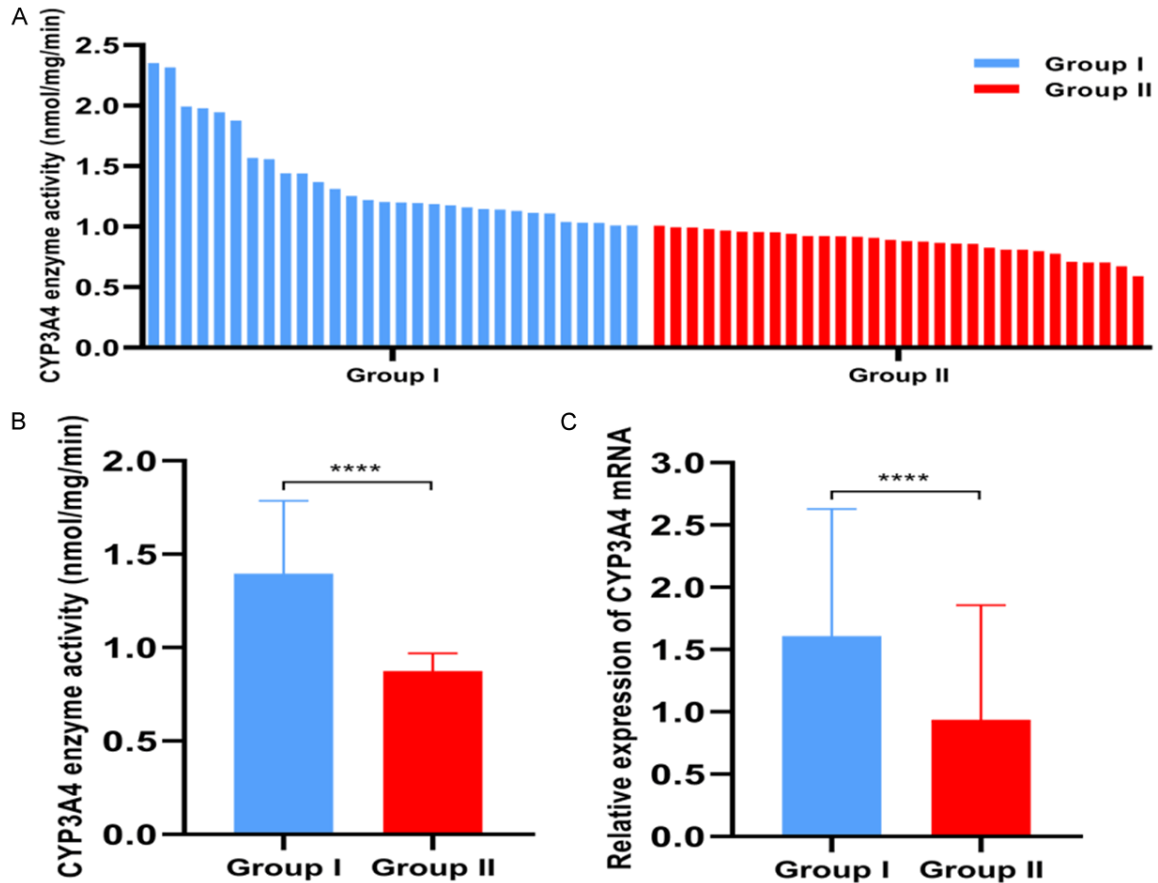 A
CYP3A4 enzyme activity (nmol/mg/min)
2.5
2.0
1.5
1.0
0.5
0.0
Group I
Group II
Group I
Group II
B
CYP3A4 enzyme activity (nmol/mg/min)
2.0
1.5
1.0
0.5
0.0
****
Group I
Group II
C
Relative expression of CYP3A4 mRNA
3.0
2.5
2.0
1.5
1.0
0.5
0.0
****
Group I
Group II